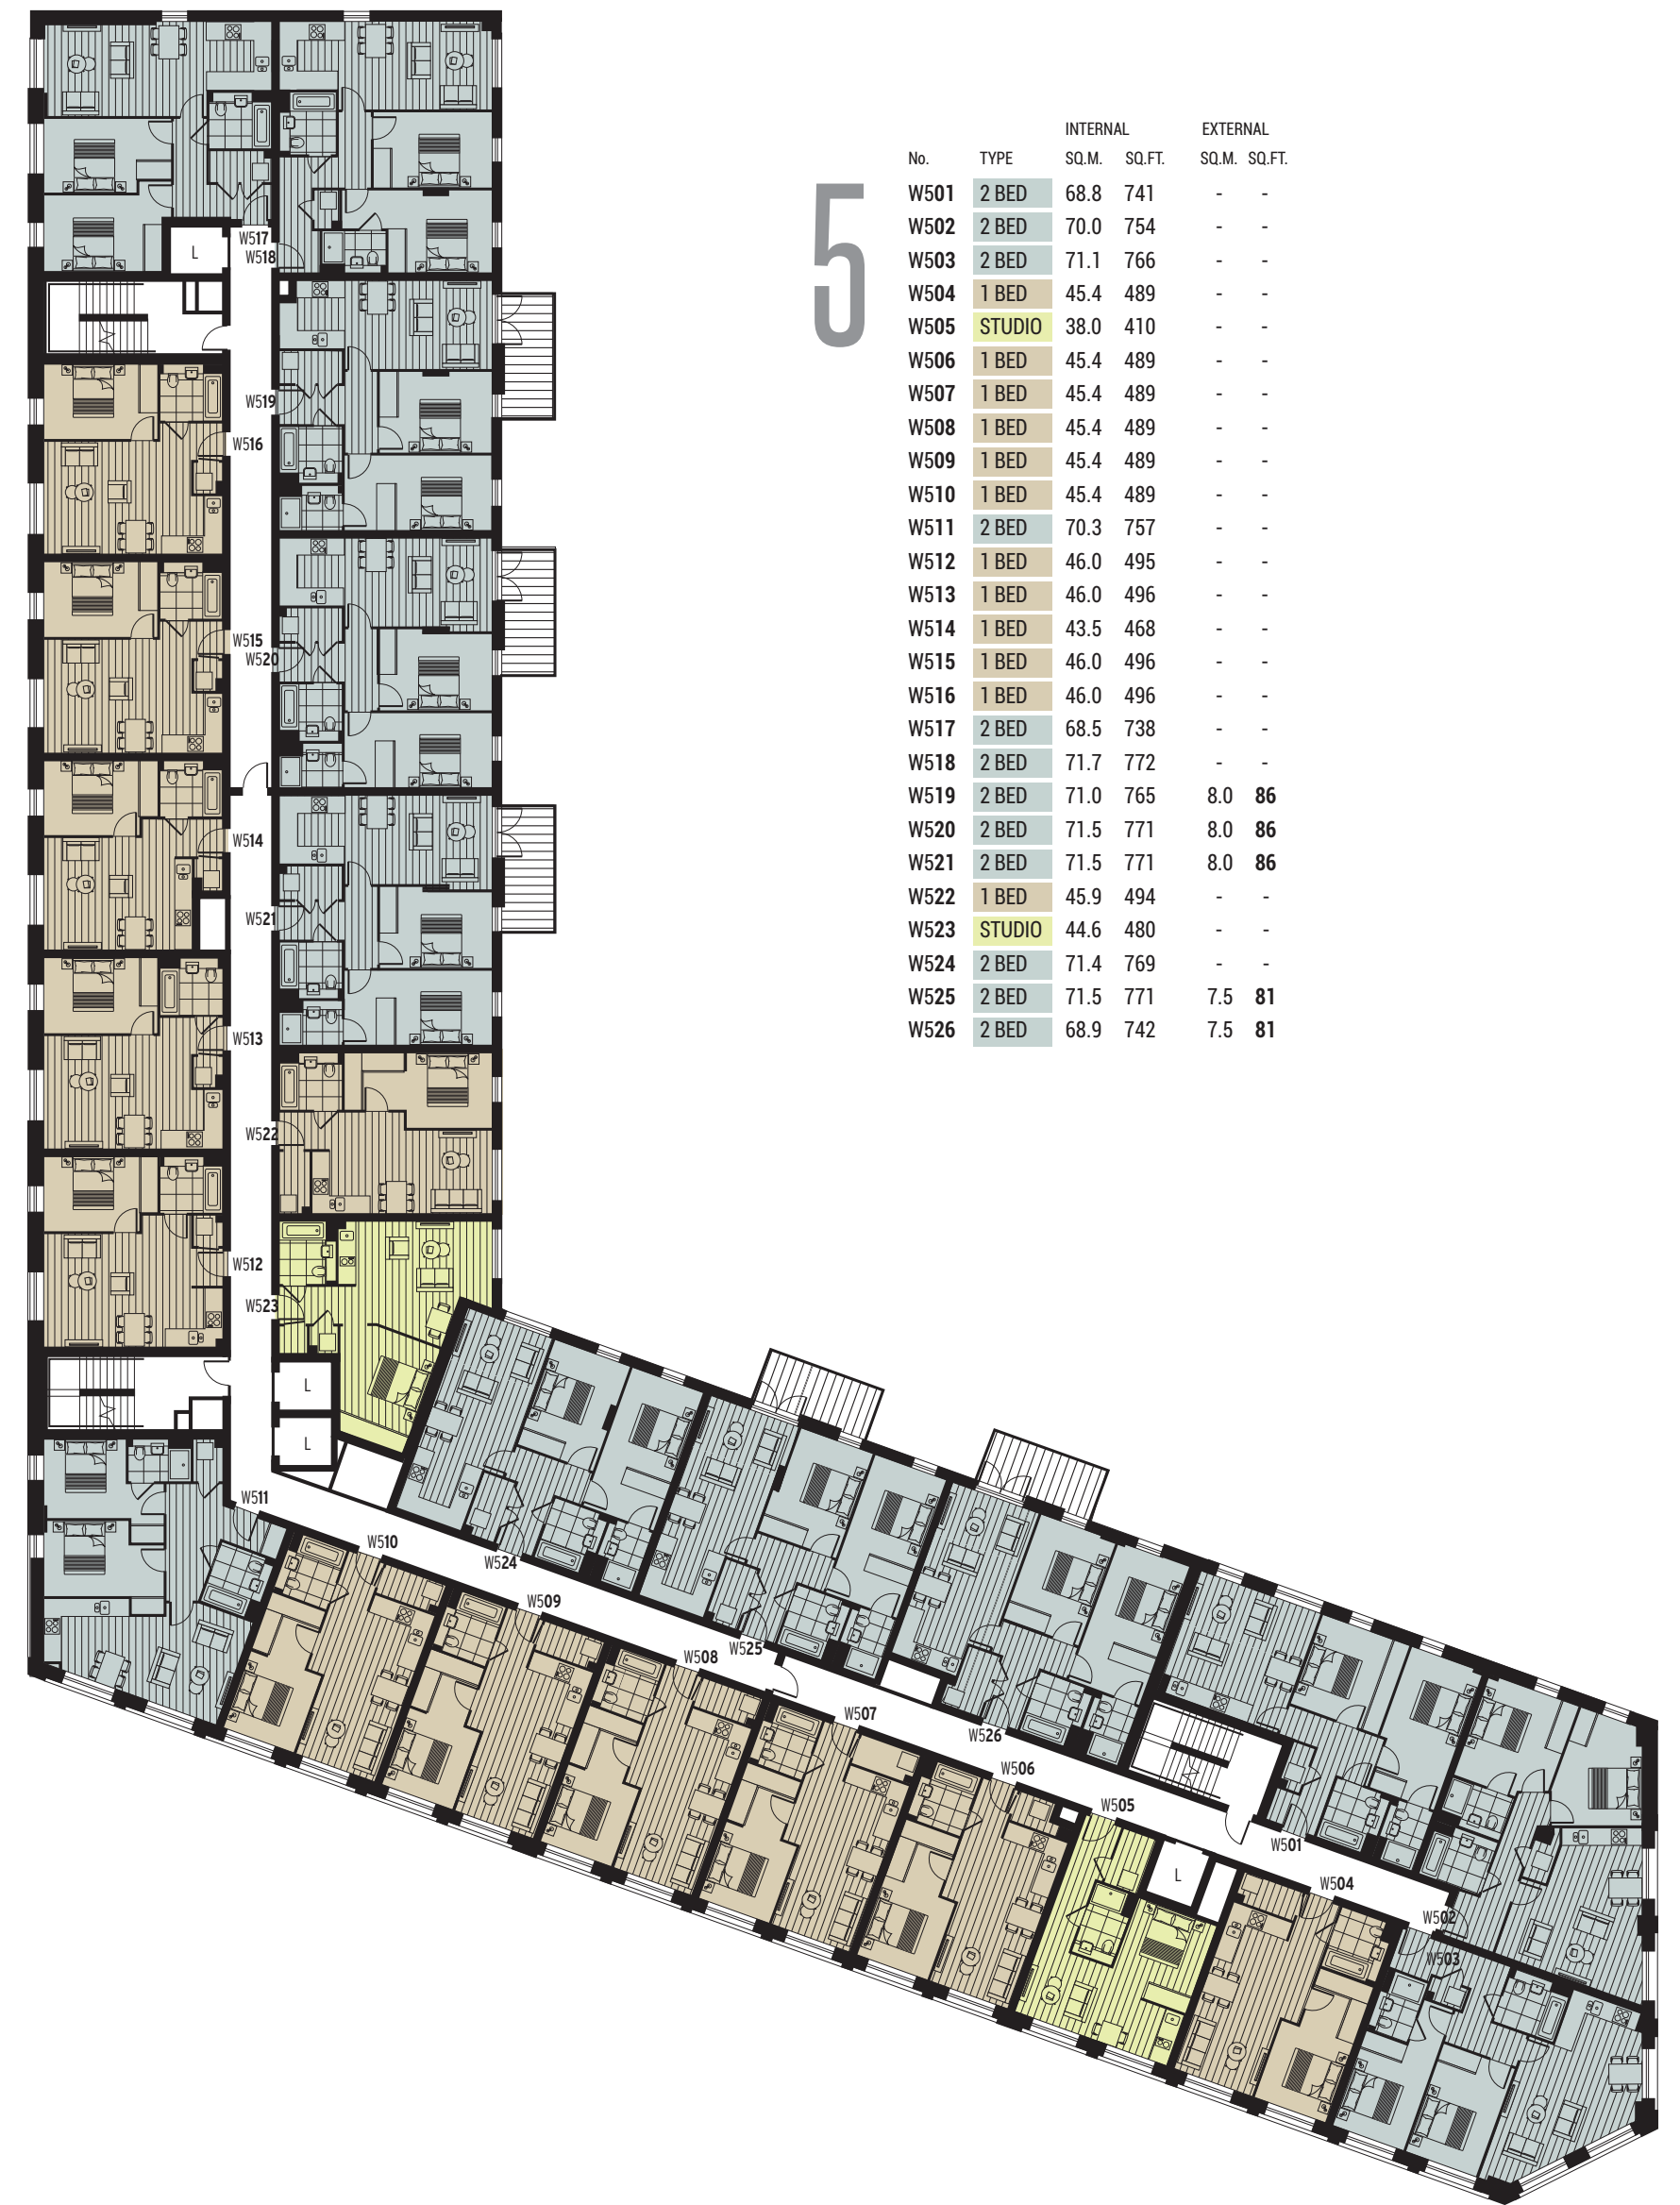 5
INTERNAL EXTERNAL
No. TYPE SQ.M. SQ.FT. SQ.M. SQ.FT.
W501 2 BED 68.8 741 - -
W502 2 BED 70.0 754 - -
W503 2 BED 71.1 766 - -
W504 1 BED 45.4 489 - -
W505 STUDIO 38.0 410 - -
W506 1 BED 45.4 489 - -
W507 1 BED 45.4 489 - -
W508 1 BED 45.4 489 - -
W509 1 BED 45.4 489 - -
W510 1 BED 45.4 489 - -
W511 2 BED 70.3 757 - -
W512 1 BED 46.0 495 - -
W513 1 BED 46.0 496 - -
W514 1 BED 43.5 468 - -
W515 1 BED 46.0 496 - -
W516 1 BED 46.0 496 - -
W517 2 BED 68.5 738 - -
W518 2 BED 71.7 772 - -
W519 2 BED 71.0 765 8.0 86
W520 2 BED 71.5 771 8.0 86
W521 2 BED 71.5 771 8.0 86
W522 1 BED 45.9 494 - -
W523 STUDIO 44.6 480 - -
W524 2 BED 71.4 769 - -
W525 2 BED 71.5 771 7.5 81
W526 2 BED 68.9 742 7.5 81
W517
L
W518
W519
W516
W515
W520
W514
W521
W513
W522
W512
W523
L
L
W511
W510
W524
W509
W525
W508
W507
W526
W506
W505
W501
L
W504
W502
W503